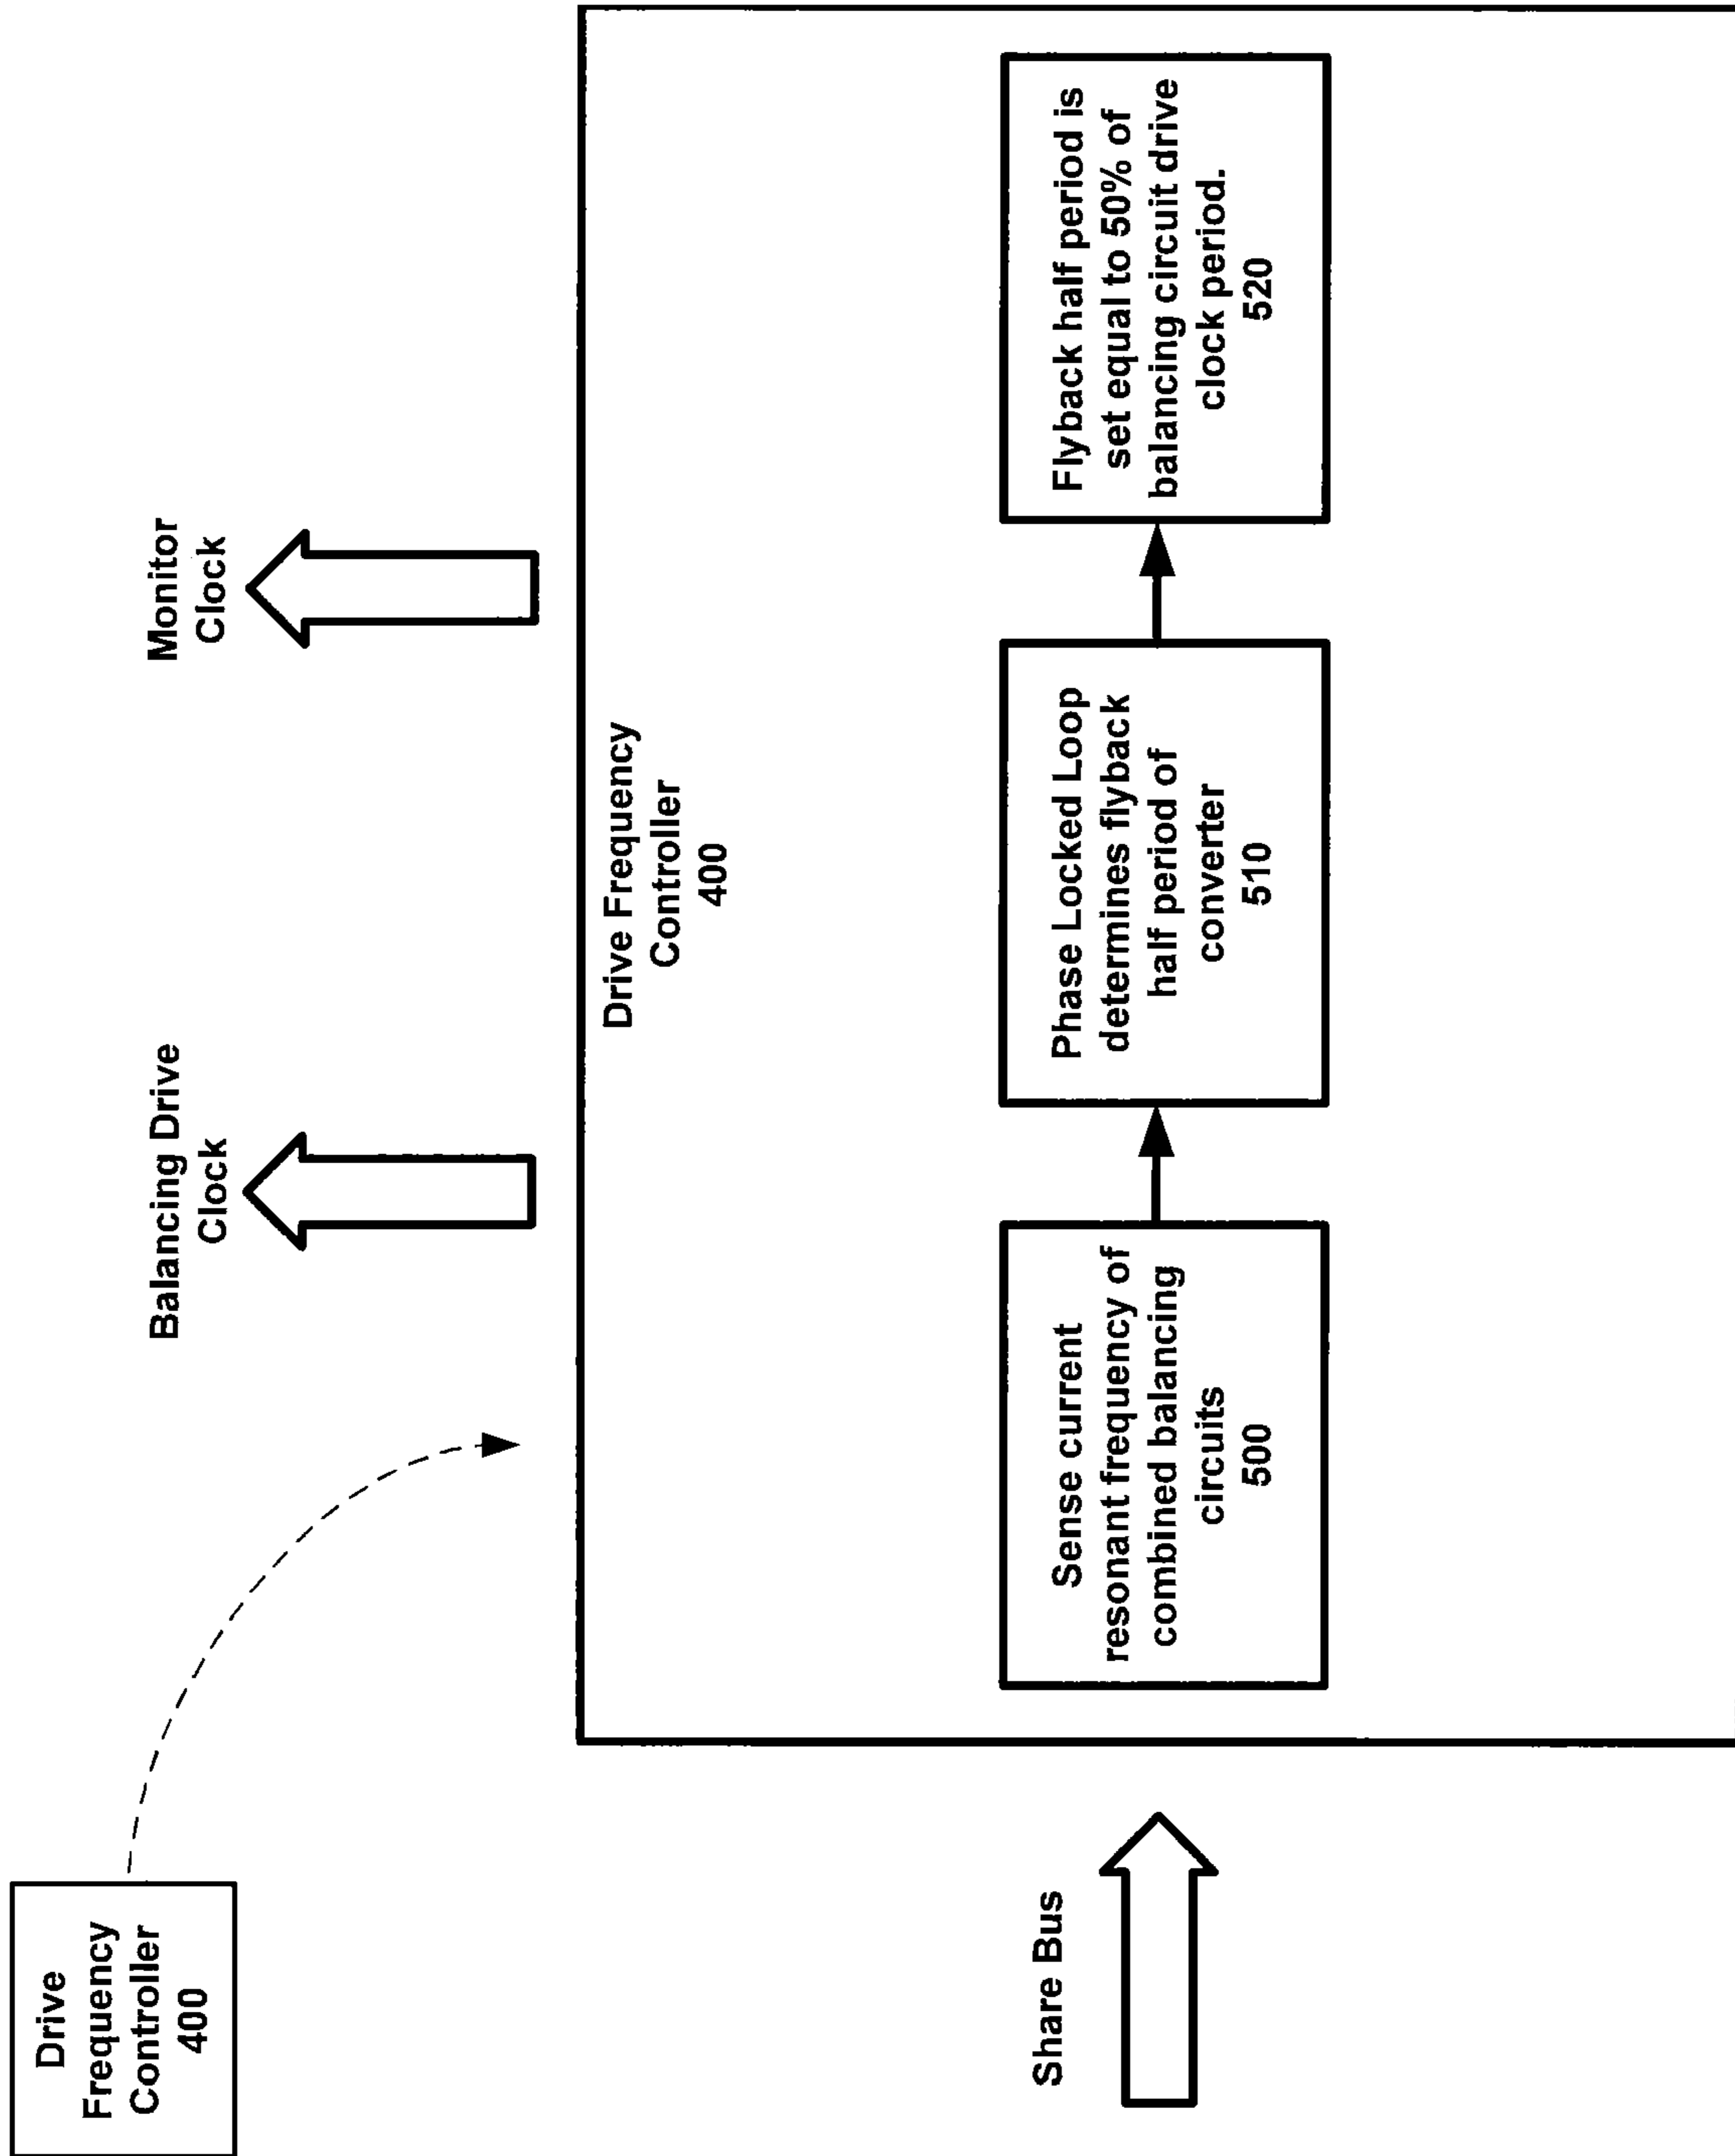 Drive
Frequency
Controller
400
Balancing Drive
Clock
Monitor
Clock
Drive Frequency
Controller
400
Share Bus
Sense current
resonant frequency of
combined balancing
circuits
500
Phase Locked Loop
determines flyback
half period of
converter
510
Flyback half period is
set equal to 50% of
balancing circuit drive
clock period.
520